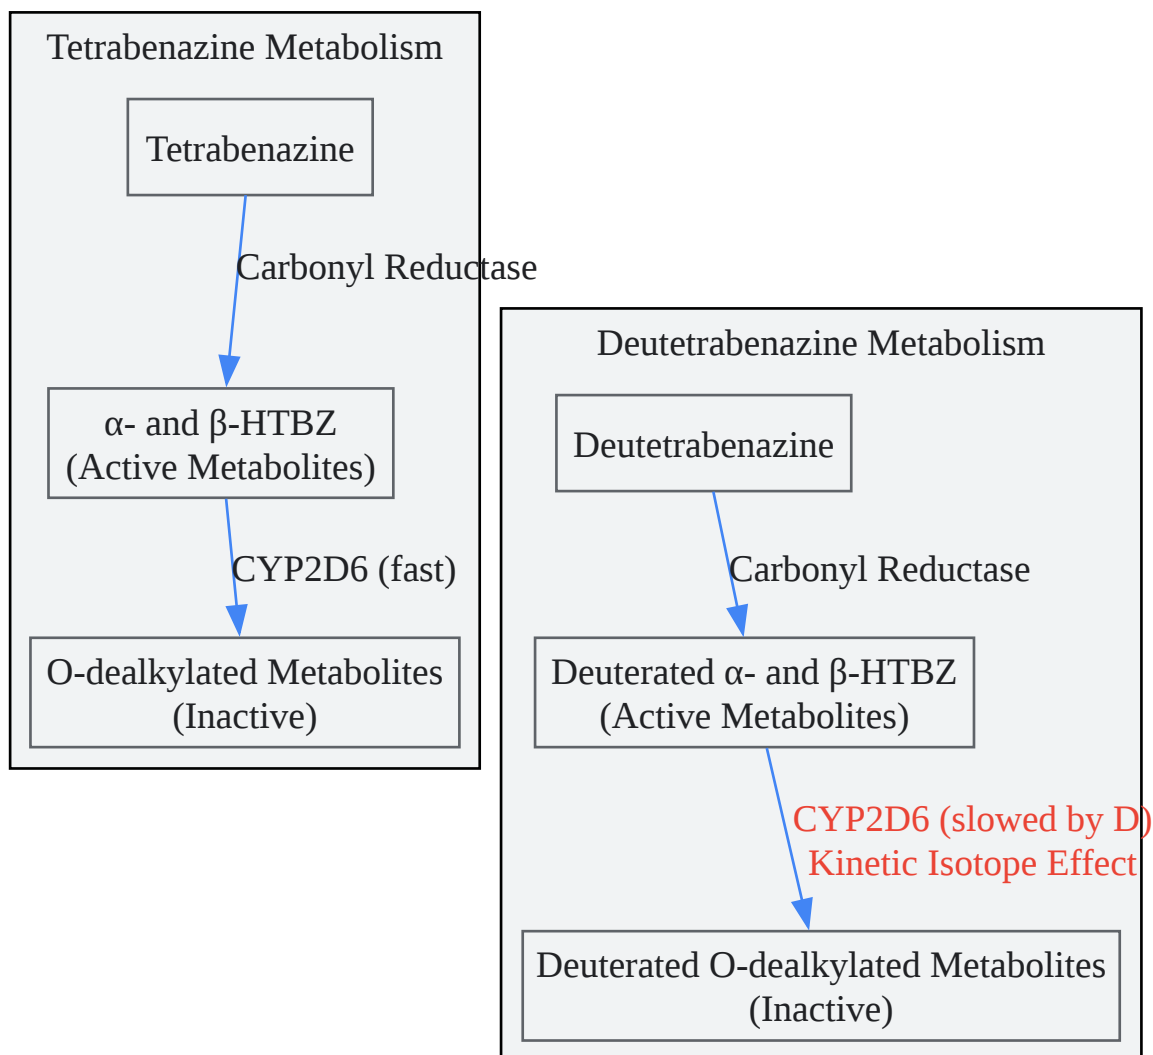 Tetrabenazine Metabolism
Tetrabenazine
Carbonyl Reductase
α- and β-HTBZ
(Active Metabolites)
CYP2D6 (fast)
O-dealkylated Metabolites
(Inactive)
Deutetrabenazine Metabolism
Deutetrabenazine
Carbonyl Reductase
Deuterated α- and β-HTBZ
(Active Metabolites)
CYP2D6 (slowed by D)
Kinetic Isotope Effect
Deuterated O-dealkylated Metabolites
(Inactive)